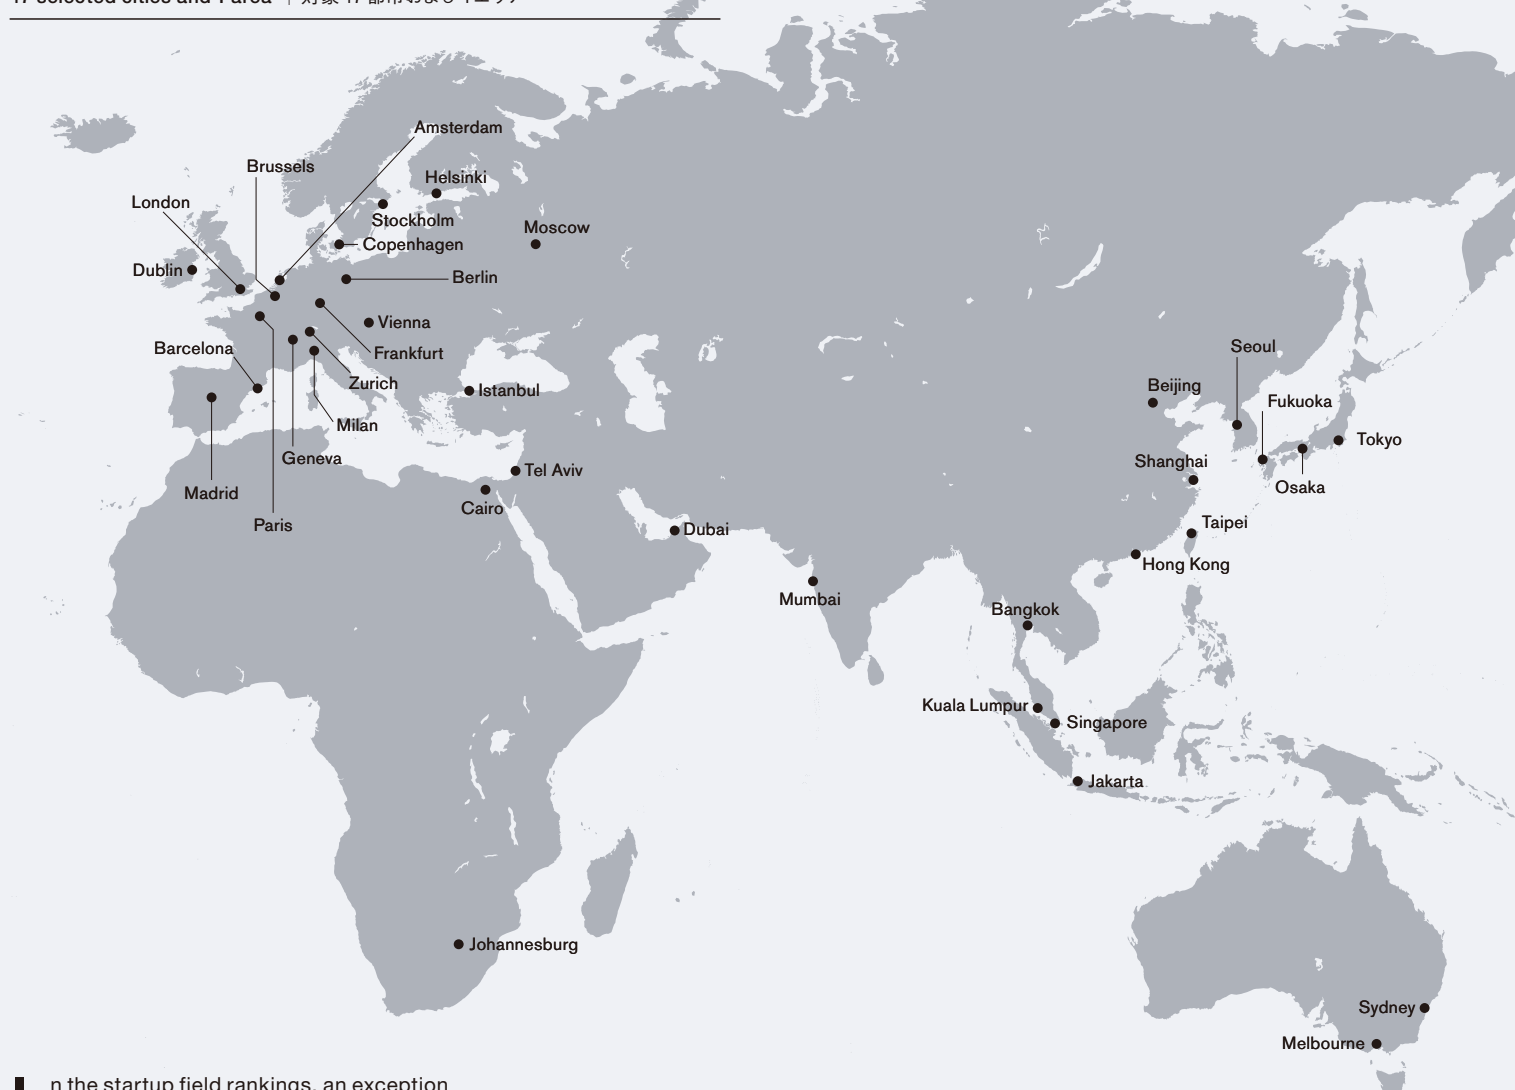 Amsterdam
Brussels
Helsinki
London
Stockholm
Moscow
Copenhagen
Dublin
Berlin
Vienna
Barcelona
Frankfurt
Zurich
Istanbul
Milan
Geneva
Madrid
Paris
Tel Aviv
Cairo
Dubai
Mumbai
Seoul
Beijing
Fukuoka
Tokyo
Shanghai
Osaka
Taipei
Hong Kong
Bangkok
Kuala Lumpur
Singapore
Jakarta
Johannesburg
Sydney
Melbourne
n the startup field rankings, an exception